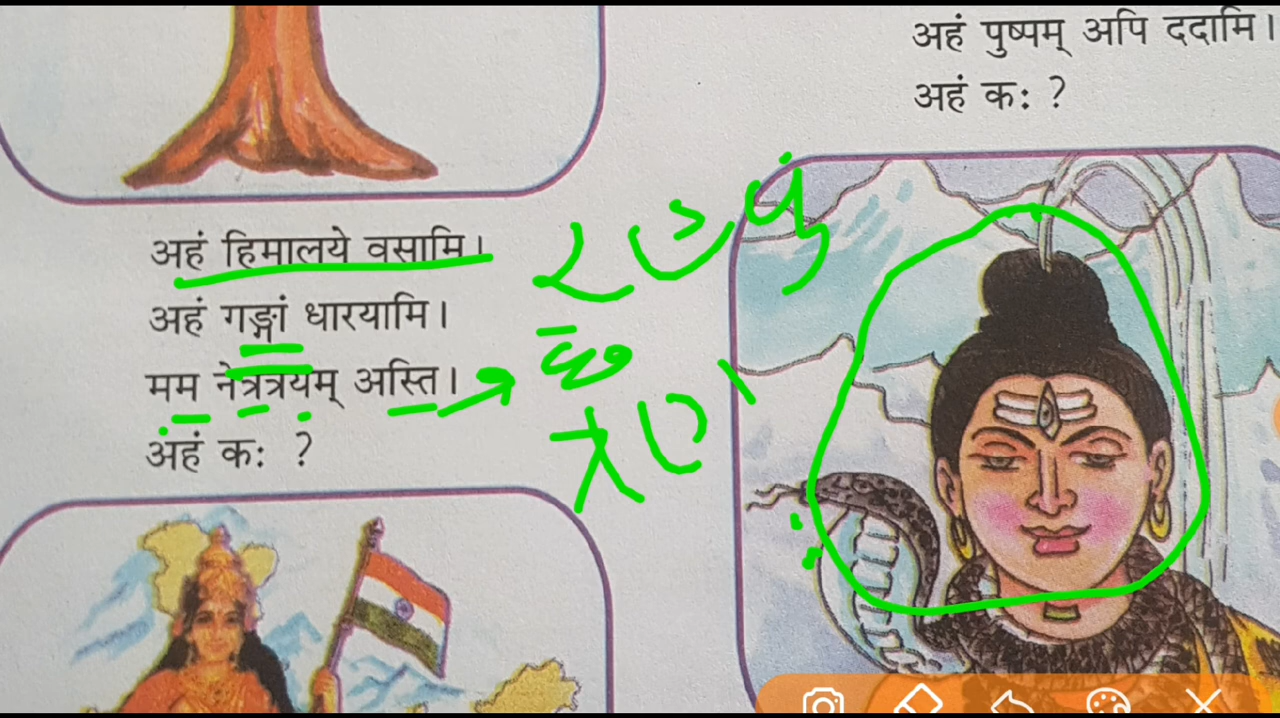 अहं पुष्पम् अपि ददामि।
अहं कः ?
अहं हिमालये वसामि।
अहं गङ्गां धारयामि।
मम नेत्रत्रयम् अस्ति।
अहं कः ?